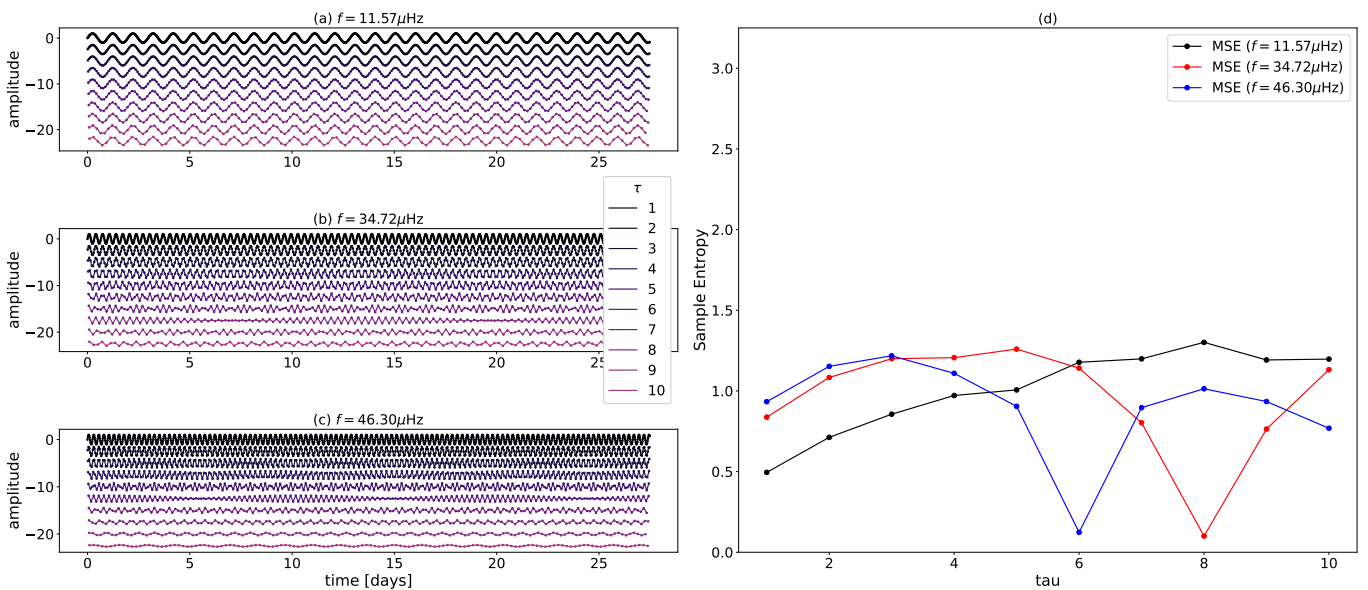 (a) f = 11.57μHz
amplitude
0
−10
−20
0 5 10 15 20 25
(b) f = 34.72μHz
amplitude
0
−10
−20
0 5 10 15 20 25
τ
1
2
3
4
5
6
7
8
9
10
(c) f = 46.30μHz
amplitude
0
−10
−20
0 5 10 15 20 25
time [days]
(d)
MSE (f = 11.57μHz)
MSE (f = 34.72μHz)
MSE (f = 46.30μHz)
Sample Entropy
3.0
2.5
2.0
1.5
1.0
0.5
0.0
2 4 6 8 10
tau